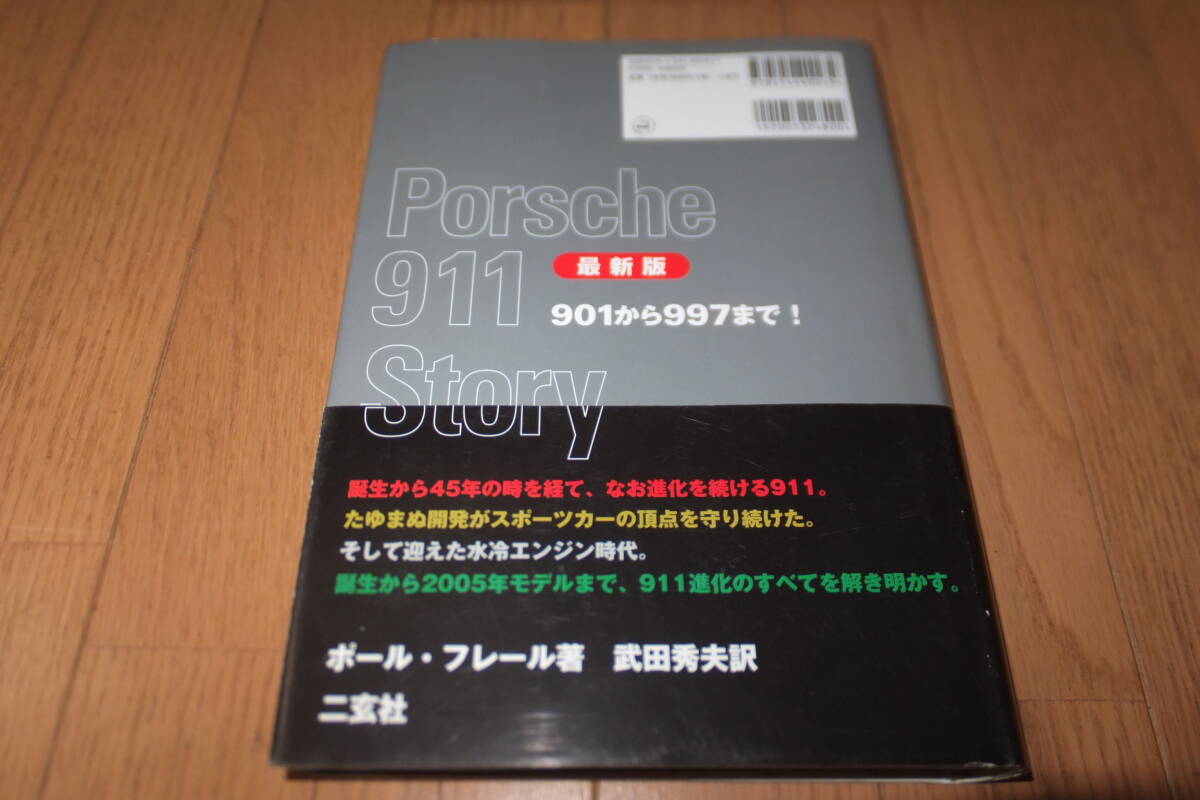 Porsche
911
Story
最新版
901から997まで！
誕生から45年の時を経て、なお進化を続ける911。
たゆまぬ開発がスポーツカーの頂点を守り続けた。
そして迎えた水冷エンジン時代。
誕生から2005年モデルまで、911進化のすべてを解き明かす。
ポール・フレール著　武田秀夫訳
二玄社